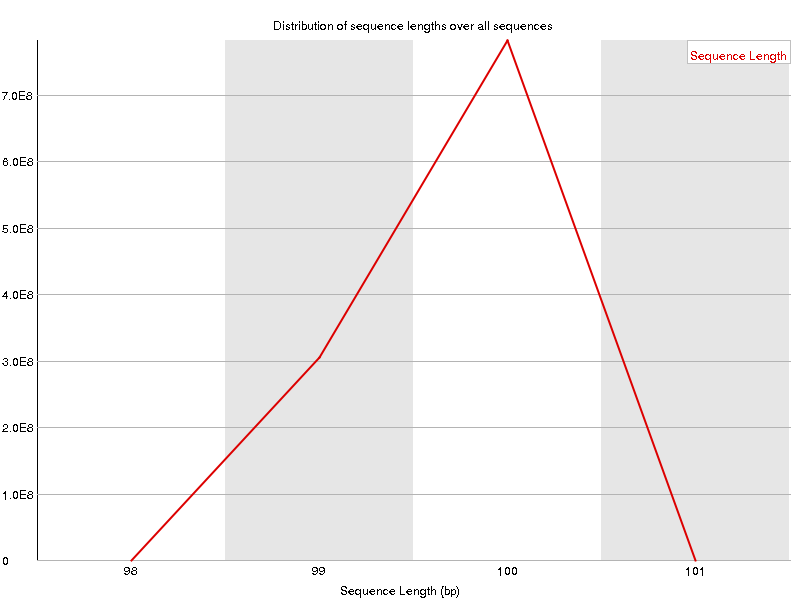 Distribution of sequence lengths over all sequences
Sequence Length
7.0E8
6.0E8
5.0E8
4.0E8
3.0E8
2.0E8
1.0E8
0
98 99 100 101
Sequence Length (bp)